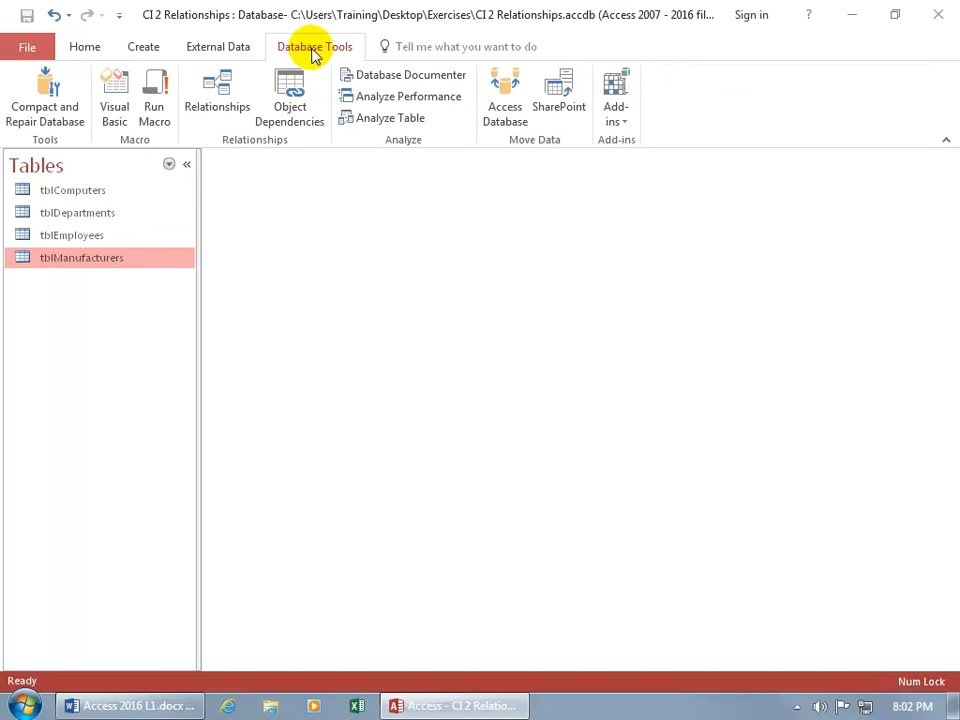 CI 2 Relationships : Database- C:\Users\Training\Desktop\Exercises\CI 2 Relationships.accdb (Access 2007 - 2016 fil... Sign in ?
File Home Create External Data Database Tools Tell me what you want to do
Compact and
Repair Database
Tools
Visual
Basic
Run
Macro
Macro
Relationships
Object
Dependencies
Relationships
Database Documenter
Analyze Performance
Analyze Table
Analyze
Access
Database
SharePoint
Move Data
Add-
ins
Add-ins
Tables
tblComputers
tblDepartments
tblEmployees
tblManufacturers
Ready Num Lock
Access 2016 L1.docx ... Access - CI 2 Relatio... 8:02 PM